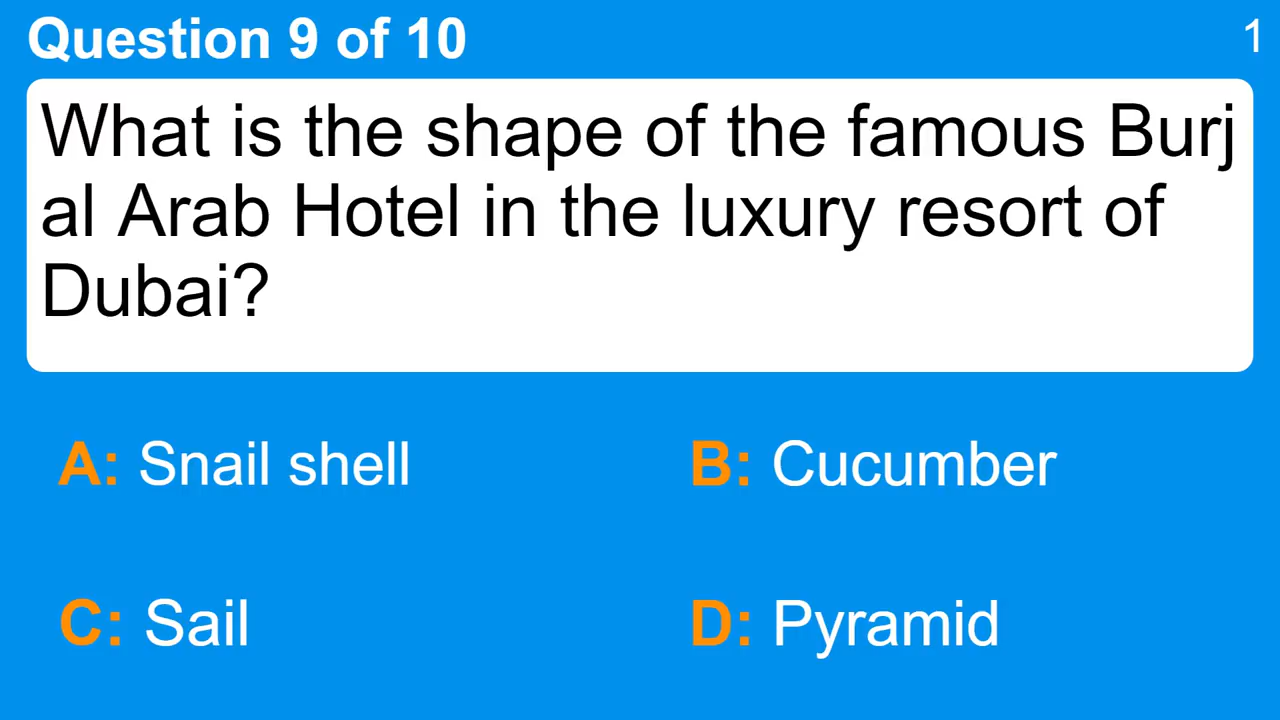 Question 9 of 10
1
What is the shape of the famous Burj
al Arab Hotel in the luxury resort of
Dubai?
A: Snail shell
B: Cucumber
C: Sail
D: Pyramid